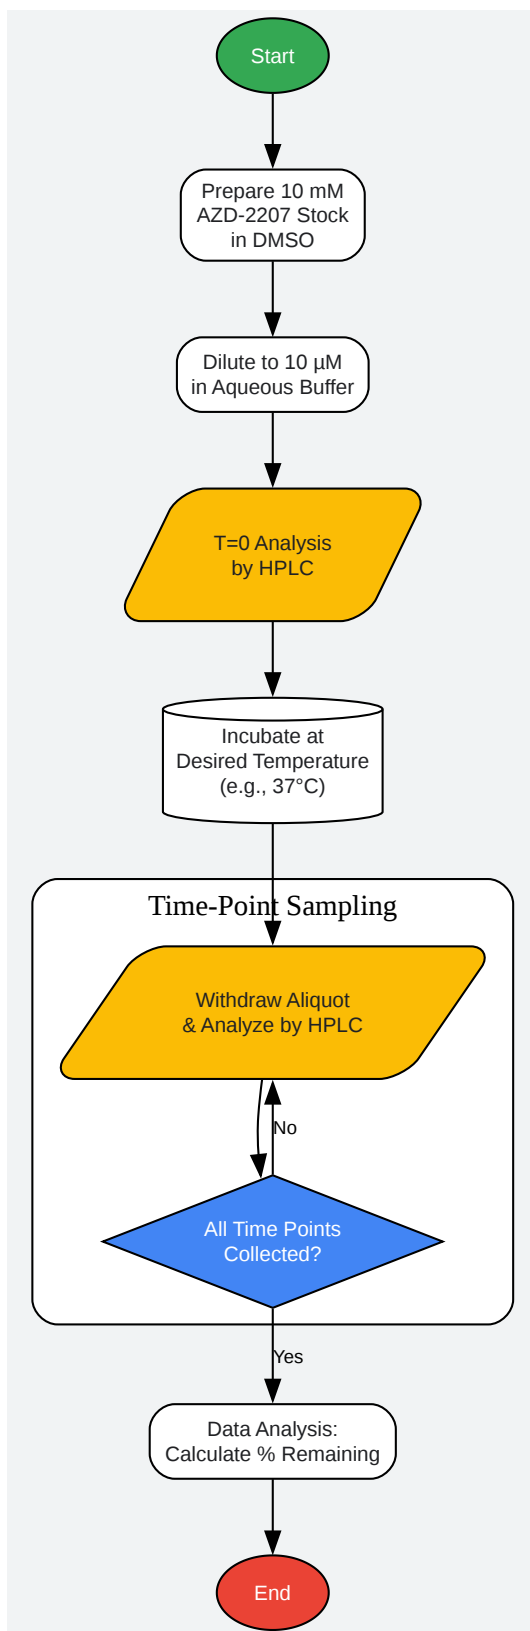 Start
Prepare 10 mM
AZD-2207 Stock
in DMSO
Dilute to 10 µM
in Aqueous Buffer
T=0 Analysis
by HPLC
Incubate at
Desired Temperature
(e.g., 37°C)
Time-Point Sampling
Withdraw Aliquot
& Analyze by HPLC
No
All Time Points
Collected?
Yes
Data Analysis:
Calculate % Remaining
End